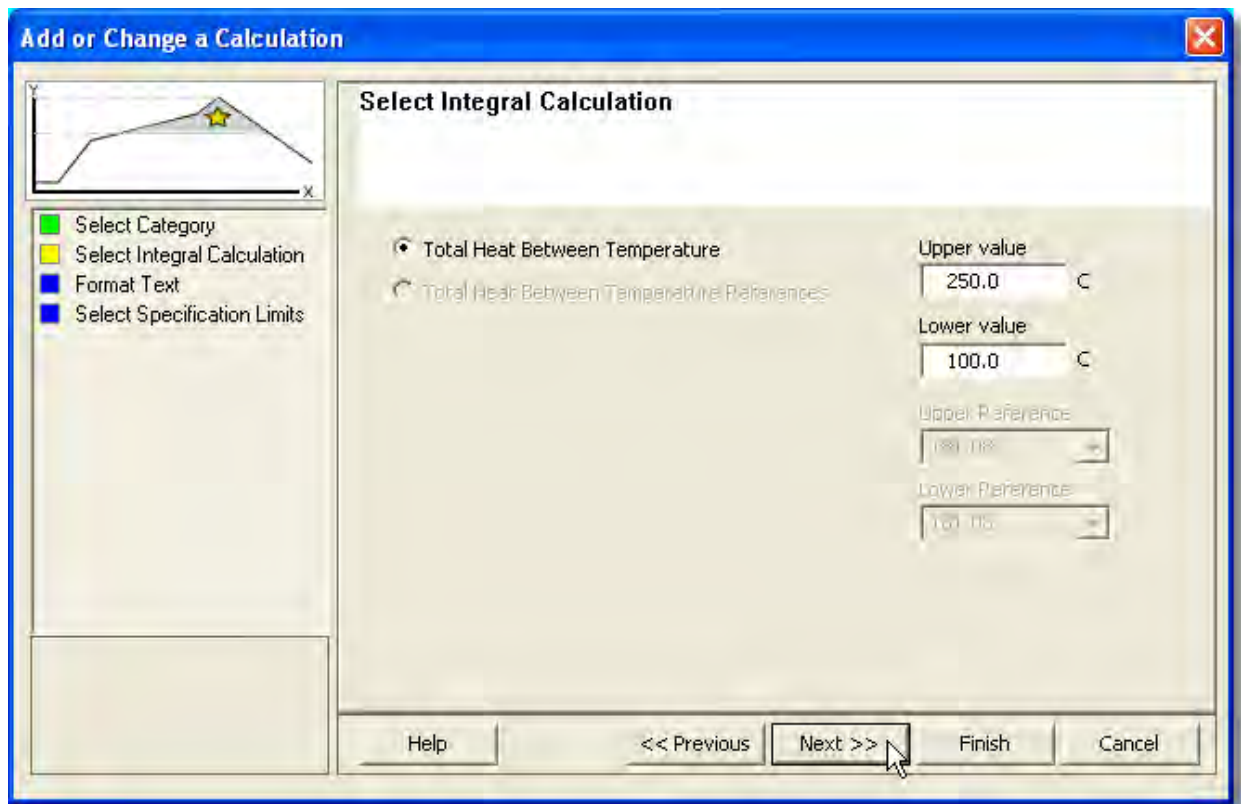 Add or Change a Calculation
Y
X
Select Category
Select Integral Calculation
Format Text
Select Specification Limits
Select Integral Calculation
Total Heat Between Temperature
Total Heat Between Temperature References
Upper value
250.0 C
Lower value
100.0 C
Upper Reference
Lower Reference
Help
<< Previous
Next >>
Finish
Cancel